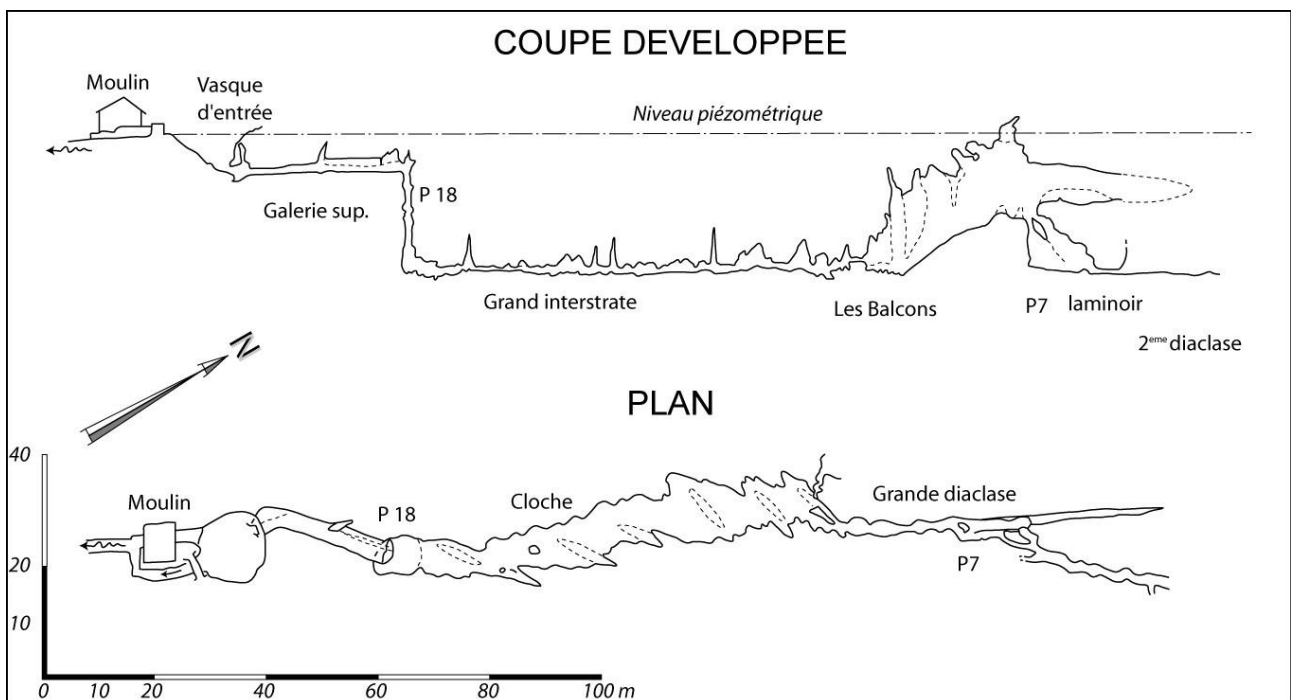 COUPE DEVELOPPEE
Moulin
Vasque
d'entrée
Niveau piézométrique
P 18
Galerie sup.
Grand interstrate
Les Balcons
P7
laminoir
2eme diaclase
N
PLAN
40
20
10
Moulin
P 18
Cloche
Grande diaclase
P7
0 10 20 40 60 80 100 m